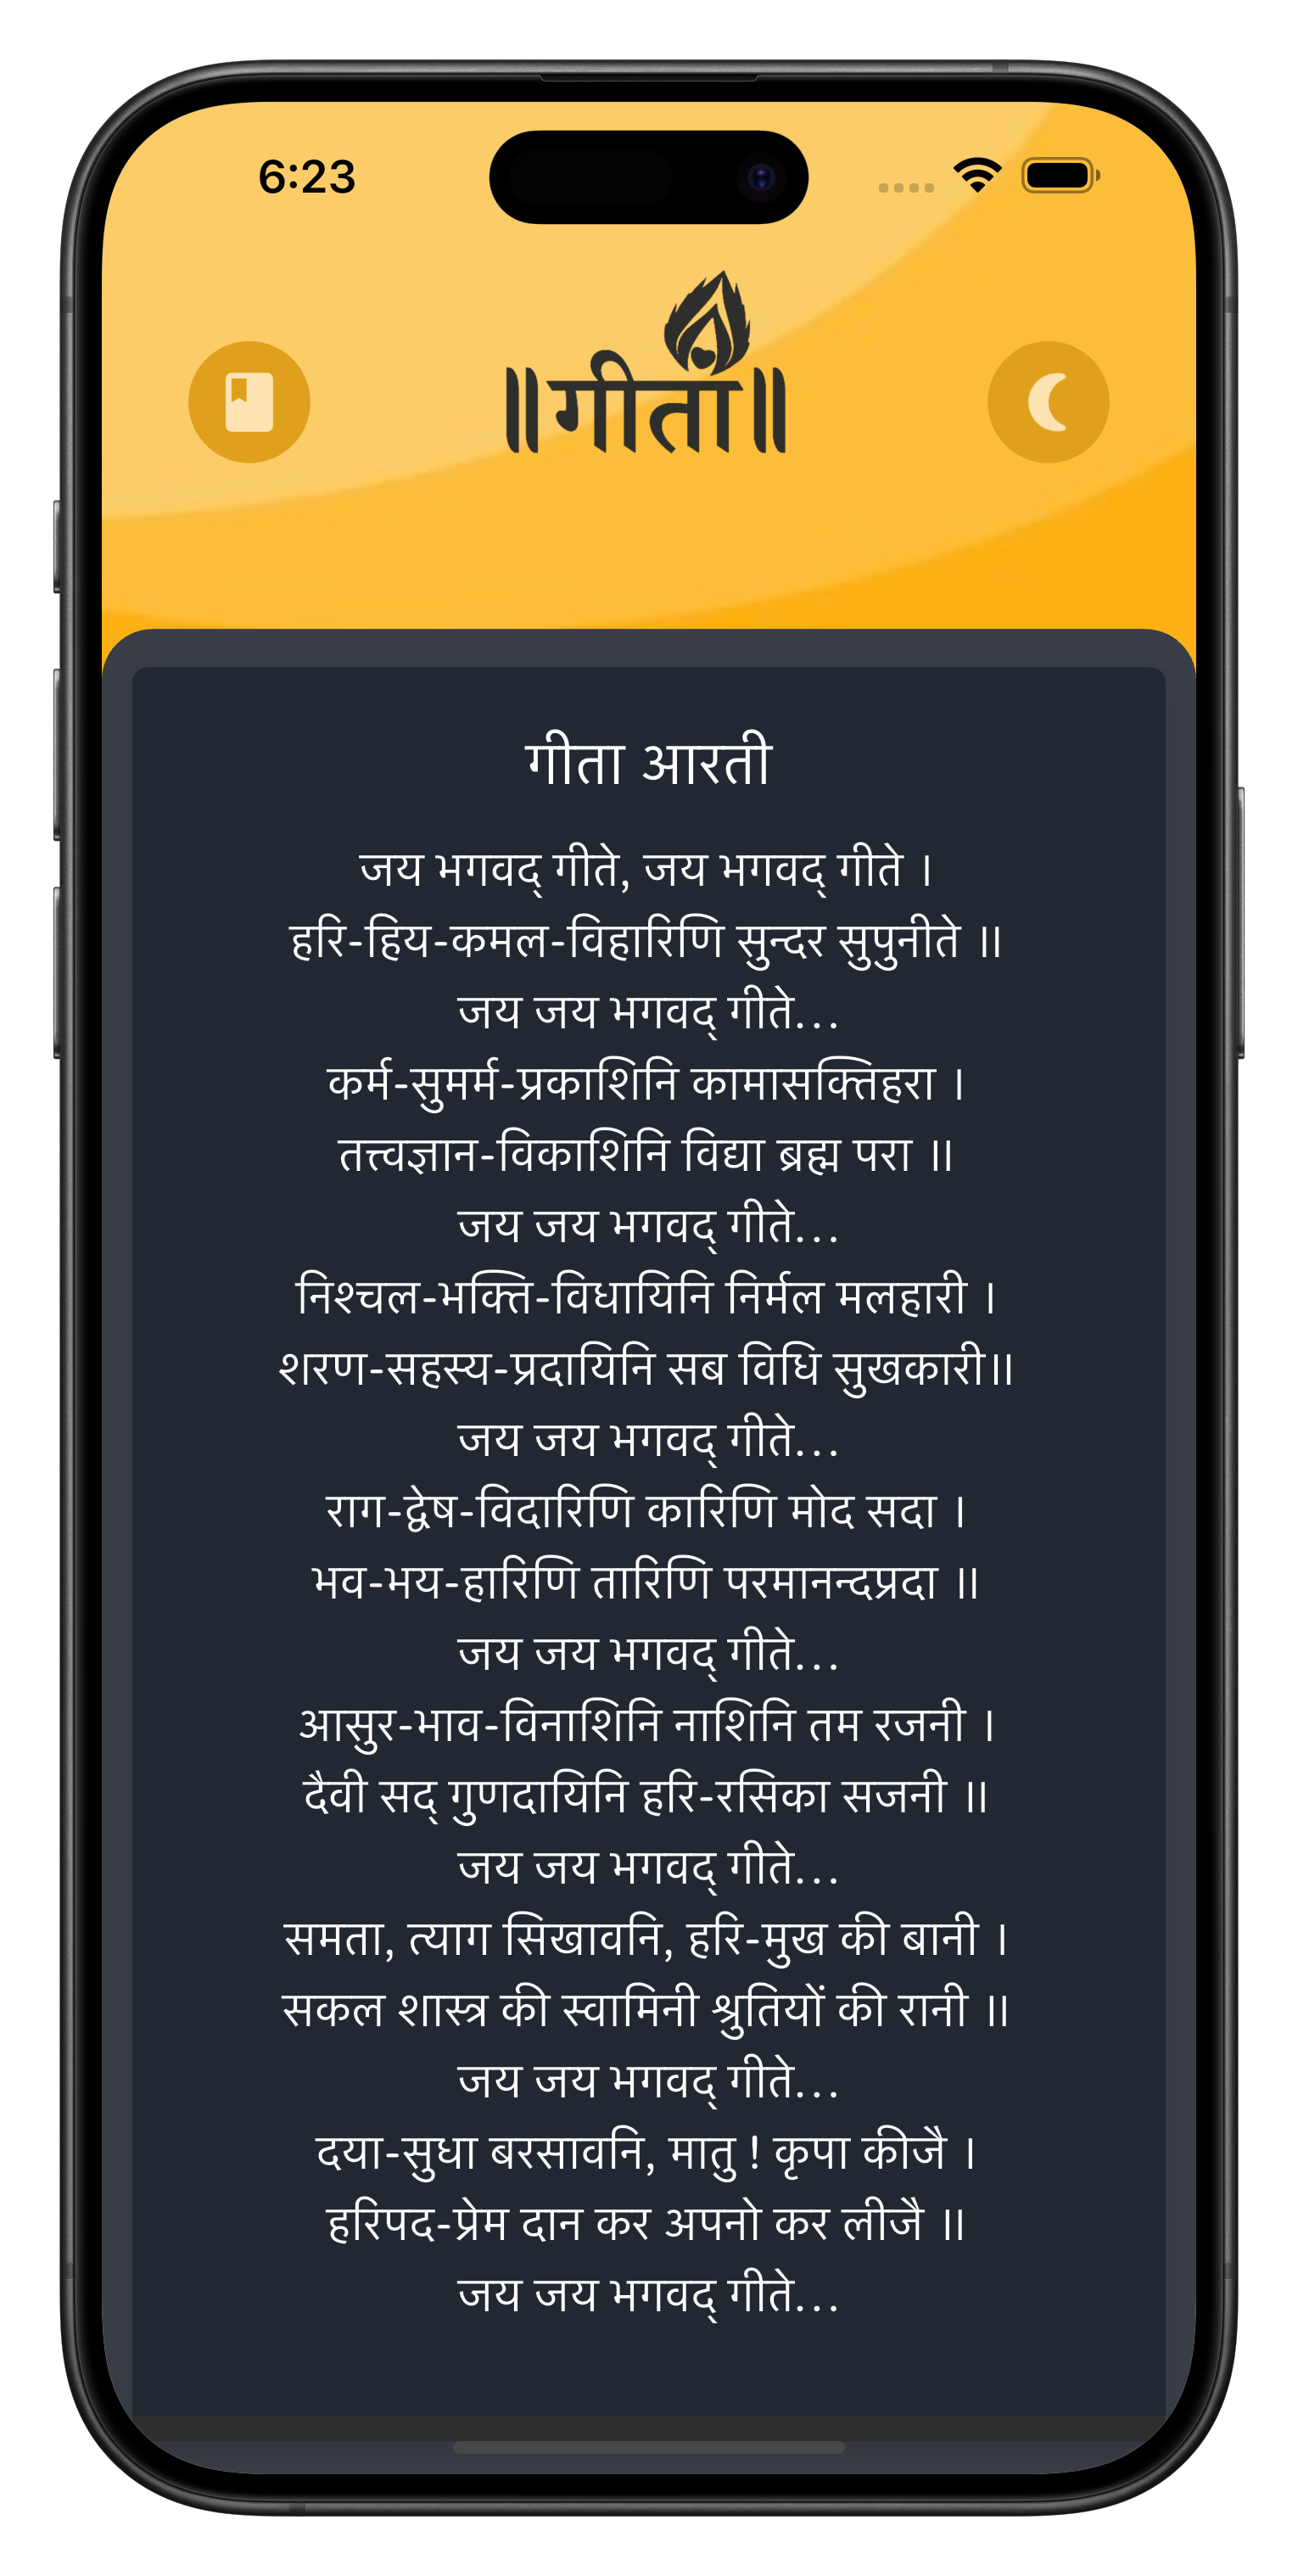 6:23
॥गीता॥
गीता आरती
जय भगवद् गीते, जय भगवद् गीते ।
हरि-हिय-कमल-विहारिणि सुन्दर सुपुनीते ॥
जय जय भगवद् गीते...
कर्म-सुमर्म-प्रकाशिनि कामासक्तिहरा ।
तत्त्वज्ञान-विकाशिनि विद्या ब्रह्म परा ॥
जय जय भगवद् गीते...
निश्चल-भक्ति-विधायिनि निर्मल मलहारी ।
शरण-सहस्य-प्रदायिनि सब विधि सुखकारी॥
जय जय भगवद् गीते...
राग-द्वेष-विदारिणि कारिणि मोद सदा ।
भव-भय-हारिणि तारिणि परमानन्दप्रदा ॥
जय जय भगवद् गीते...
आसुर-भाव-विनाशिनि नाशिनि तम रजनी ।
दैवी सद् गुणदायिनि हरि-रसिका सजनी ॥
जय जय भगवद् गीते...
समता, त्याग सिखावनि, हरि-मुख की बानी ।
सकल शास्त्र की स्वामिनी श्रुतियों की रानी ॥
जय जय भगवद् गीते...
दया-सुधा बरसावनि, मातु ! कृपा कीजै ।
हरिपद-प्रेम दान कर अपनो कर लीजै ॥
जय जय भगवद् गीते...